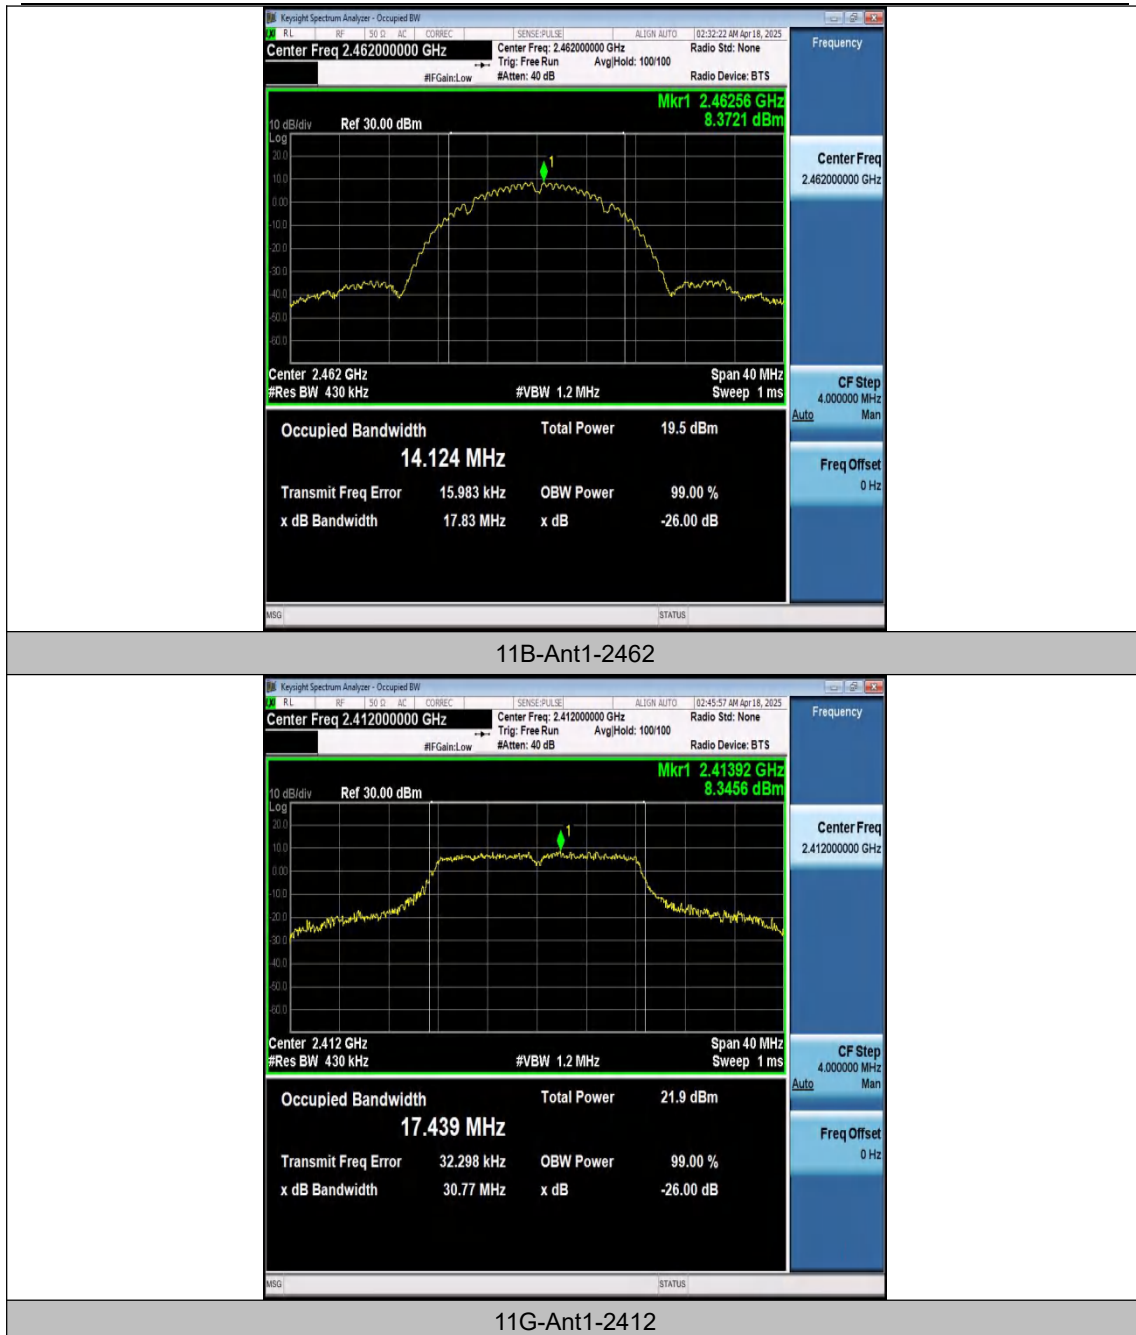 Keysight Spectrum Analyzer - Occupied BW
RL RF 50 Ω AC CORREC SENSE:PULSE ALIGN AUTO 02:32:22 AM Apr 18, 2025
Center Freq 2.462000000 GHz Center Freq: 2.462000000 GHz Radio Std: None Frequency
Trig: Free Run Avg|Hold: 100/100
#IFGain:Low #Atten: 40 dB Radio Device: BTS
Mkr1 2.46256 GHz
10 dB/div Ref 30.00 dBm 8.3721 dBm
Log
20.0
10.0
0.00
-10.0
-20.0
-30.0
-40.0
-50.0
-60.0
1
Center Freq
2.462000000 GHz
Center 2.462 GHz Span 40 MHz
#Res BW 430 kHz #VBW 1.2 MHz Sweep 1 ms
CF Step
4.000000 MHz
Auto Man
Occupied Bandwidth Total Power 19.5 dBm
14.124 MHz
Freq Offset
0 Hz
Transmit Freq Error 15.983 kHz OBW Power 99.00 %
x dB Bandwidth 17.83 MHz x dB -26.00 dB
MSG STATUS
11B-Ant1-2462
Keysight Spectrum Analyzer - Occupied BW
RL RF 50 Ω AC CORREC SENSE:PULSE ALIGN AUTO 02:45:57 AM Apr 18, 2025
Center Freq 2.412000000 GHz Center Freq: 2.412000000 GHz Radio Std: None Frequency
Trig: Free Run Avg|Hold: 100/100
#IFGain:Low #Atten: 40 dB Radio Device: BTS
Mkr1 2.41392 GHz
10 dB/div Ref 30.00 dBm 8.3456 dBm
Log
20.0
10.0
0.00
-10.0
-20.0
-30.0
-40.0
-50.0
-60.0
1
Center Freq
2.412000000 GHz
Center 2.412 GHz Span 40 MHz
#Res BW 430 kHz #VBW 1.2 MHz Sweep 1 ms
CF Step
4.000000 MHz
Auto Man
Occupied Bandwidth Total Power 21.9 dBm
17.439 MHz
Freq Offset
0 Hz
Transmit Freq Error 32.298 kHz OBW Power 99.00 %
x dB Bandwidth 30.77 MHz x dB -26.00 dB
MSG STATUS
11G-Ant1-2412